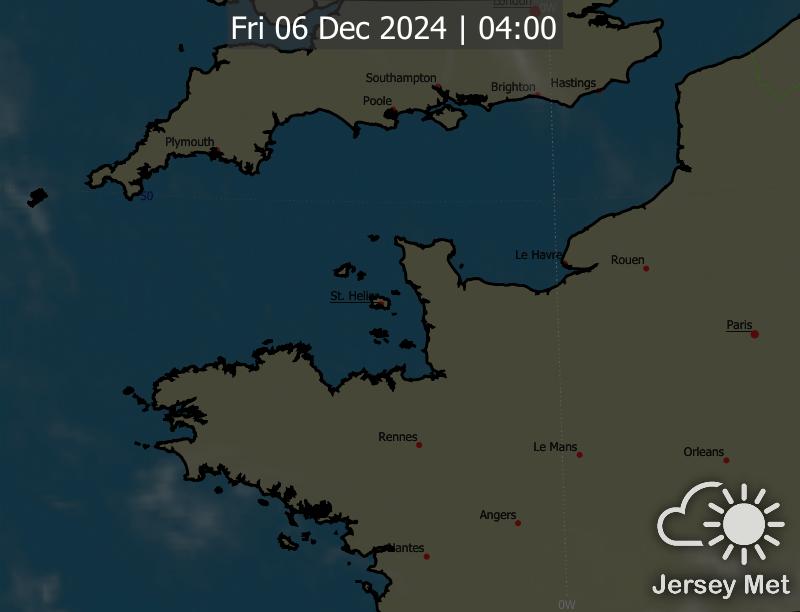 London
0W
Fri 06 Dec 2024 | 04:00
Southampton
Brighton
Hastings
Poole
Plymouth
50
Le Havre
Rouen
St. Helier
Paris
Rennes
Le Mans
Orleans
Angers
Nantes
Jersey Met
0W